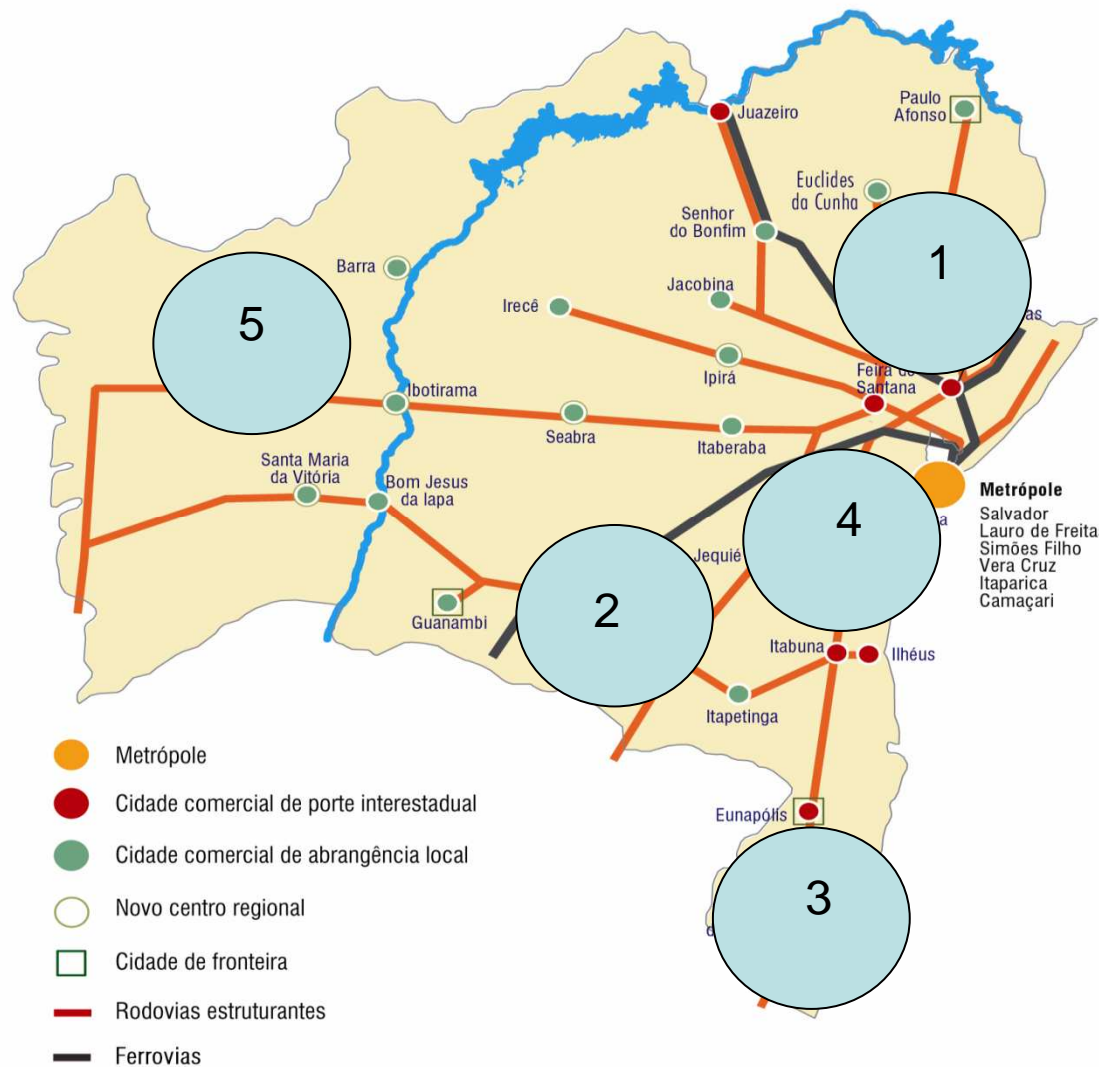 Paulo
Afonso
Juazeiro
Euclides
da Cunha
Senhor
do Bonfim
1
Barra
Jacobina
Irecê
5
Ipirá
Feira
Santana
Ibotirama
Seabra
Itaberaba
Santa Maria
da Vitória
Bom Jesus
da lapa
Metrópole
Salvador
Lauro de Freita
Simões Filho
Vera Cruz
Itaparica
Camaçari
4
Jequié
2
Guanambi
Itabuna
Ilhéus
Itapetinga
Eunapólis
3
Metrópole
Cidade comercial de porte interestadual
Cidade comercial de abrangência local
Novo centro regional
Cidade de fronteira
Rodovias estruturantes
Ferrovias